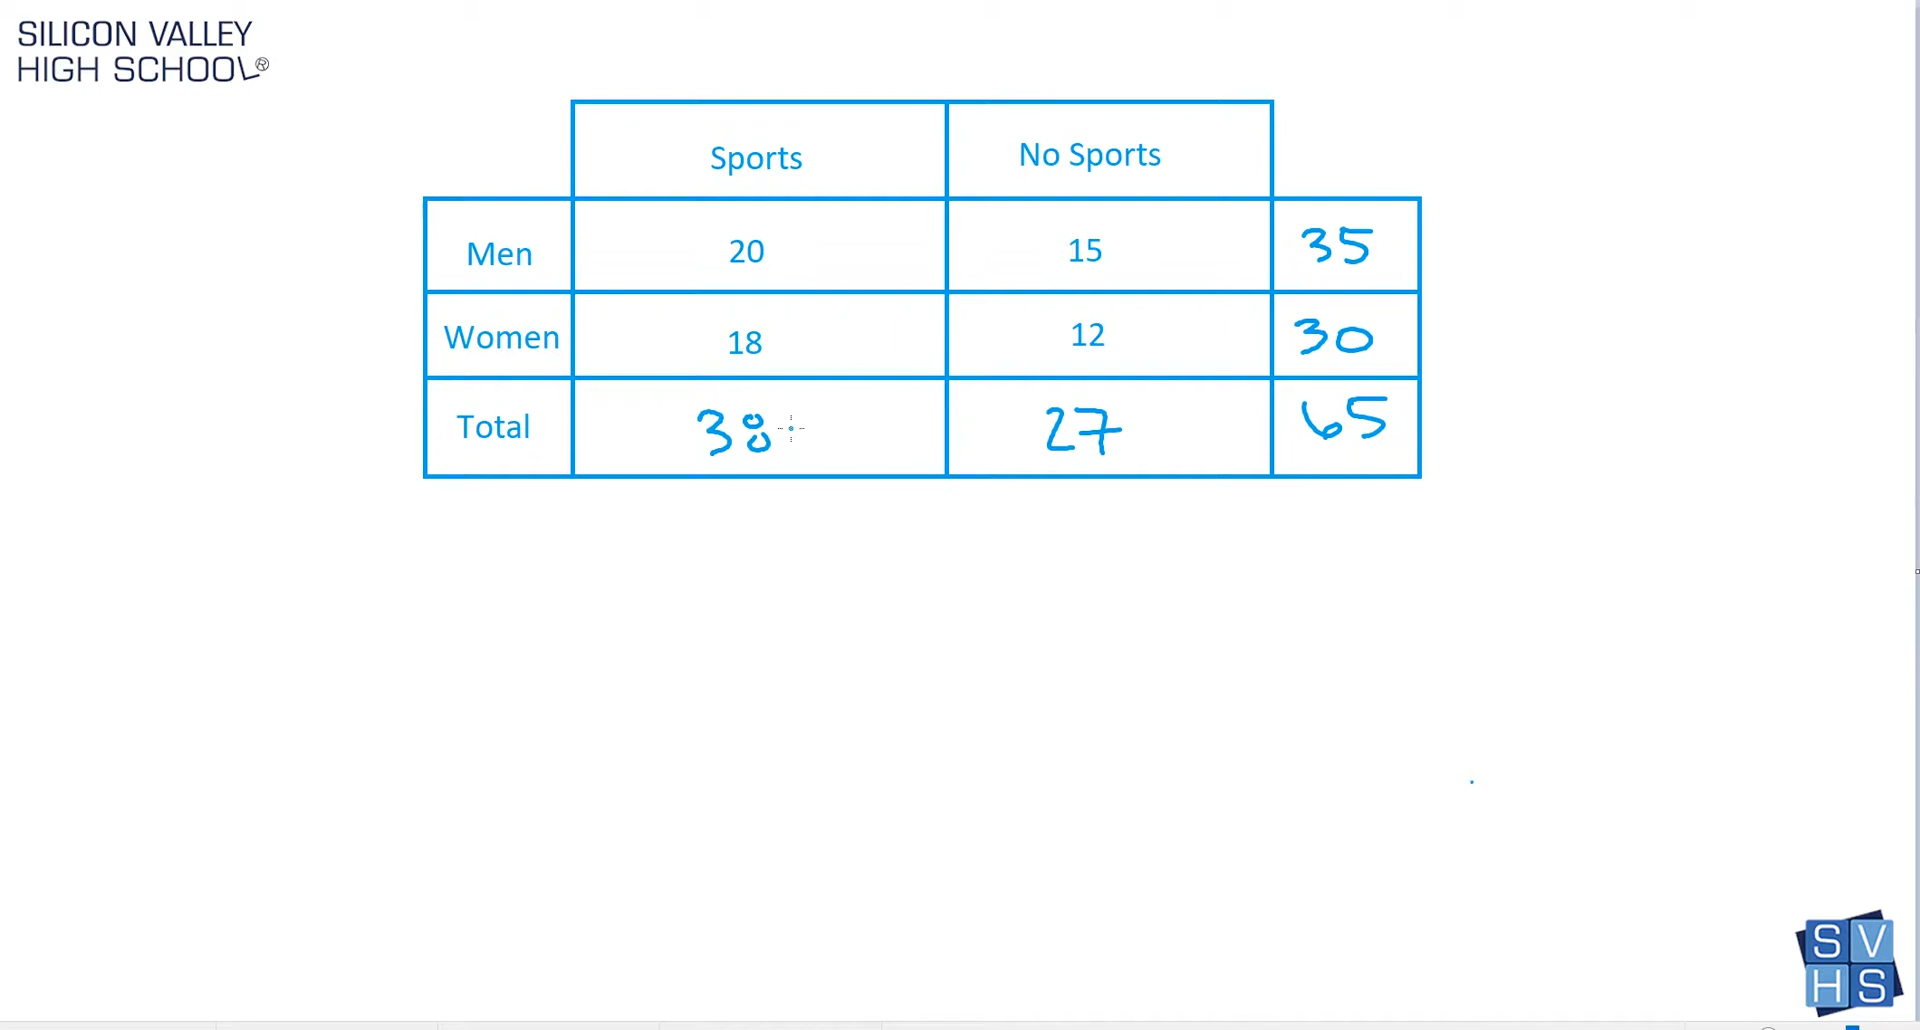 SILICON VALLEY
HIGH SCHOOL®
Sports No Sports
Men 20 15 35
Women 18 12 30
Total 38 27 65
SV
HS